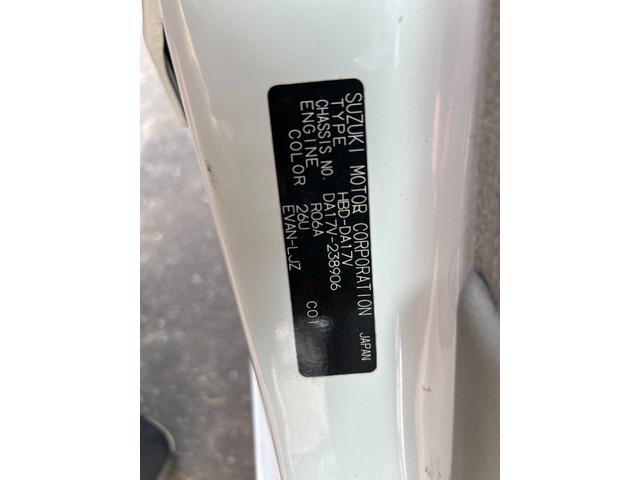 SUZUKI MOTOR CORPORATION JAPAN
TYPE HBD-DA17V
CHASSIS NO. DA17V-238906
ENGINE R06A
COLOR 26U C01
EVAN-LJZ